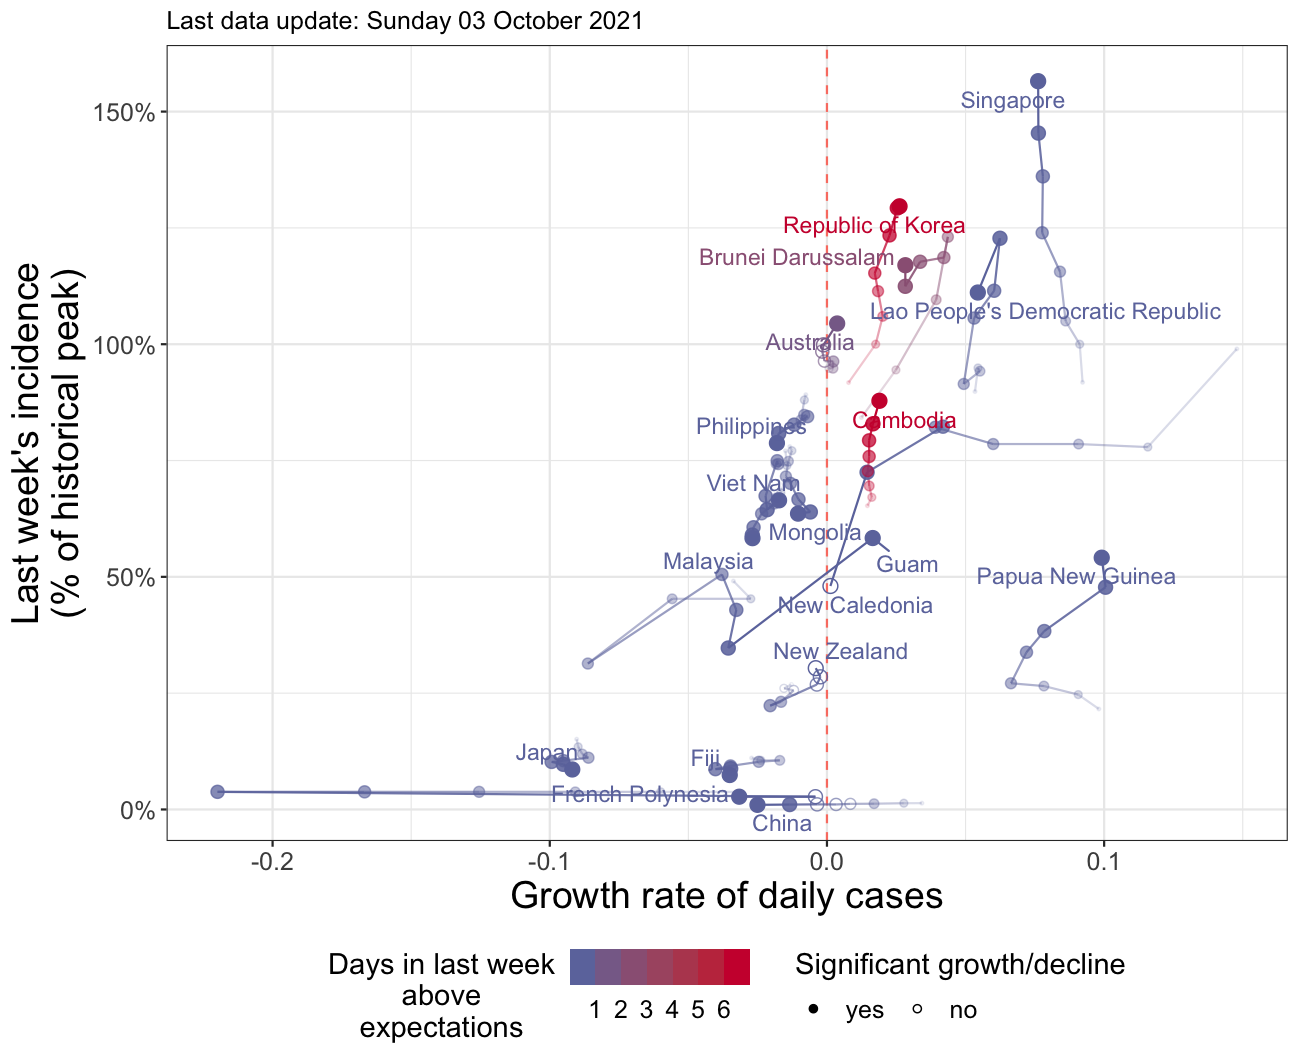 Last data update: Sunday 03 October 2021
Last week's incidence
(% of historical peak)
150%
100%
50%
0%
Singapore
Republic of Korea
Brunei Darussalam
Lao People's Democratic Republic
Australia
Cambodia
Philippines
Viet Nam
Mongolia
Malaysia
Guam
Papua New Guinea
New Caledonia
New Zealand
Japan
Fiji
French Polynesia
China
-0.2
-0.1
0.0
0.1
Growth rate of daily cases
Days in last week
above
expectations
1 2 3 4 5 6
Significant growth/decline
yes no